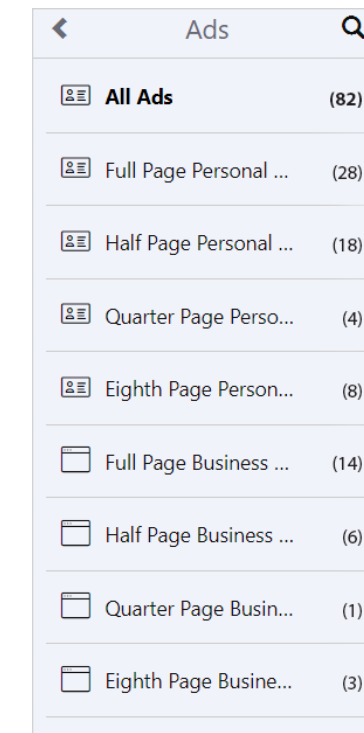 Ads
All Ads (82)
Full Page Personal ... (28)
Half Page Personal ... (18)
Quarter Page Perso... (4)
Eighth Page Person... (8)
Full Page Business ... (14)
Half Page Business ... (6)
Quarter Page Busin... (1)
Eighth Page Busine... (3)